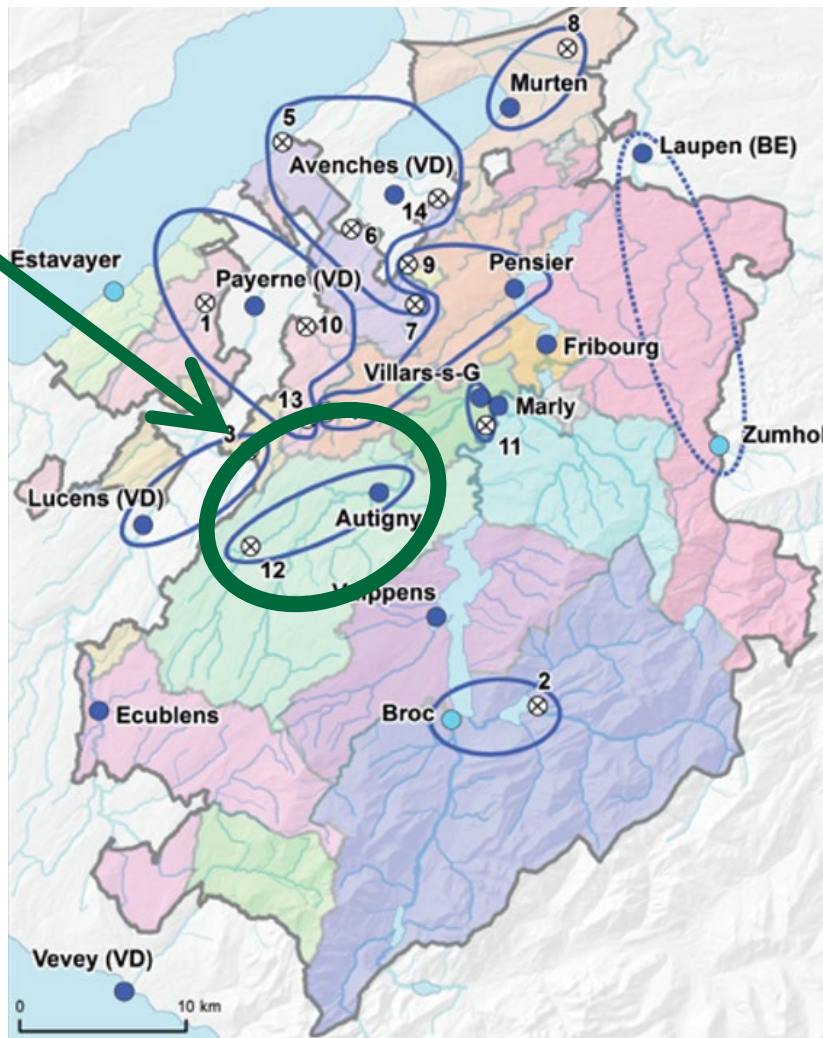 8
Murten
5
Laupen (BE)
Avenches (VD)
14
6
Estavayer
9
Pensier
Payerne (VD)
1
10
7
Fribourg
Villars-s-G
13
Marly
3
11
Zumhol
Lucens (VD)
Autigny
12
ppens
2
Ecublens
Broc
Vevey (VD)
0
10 km